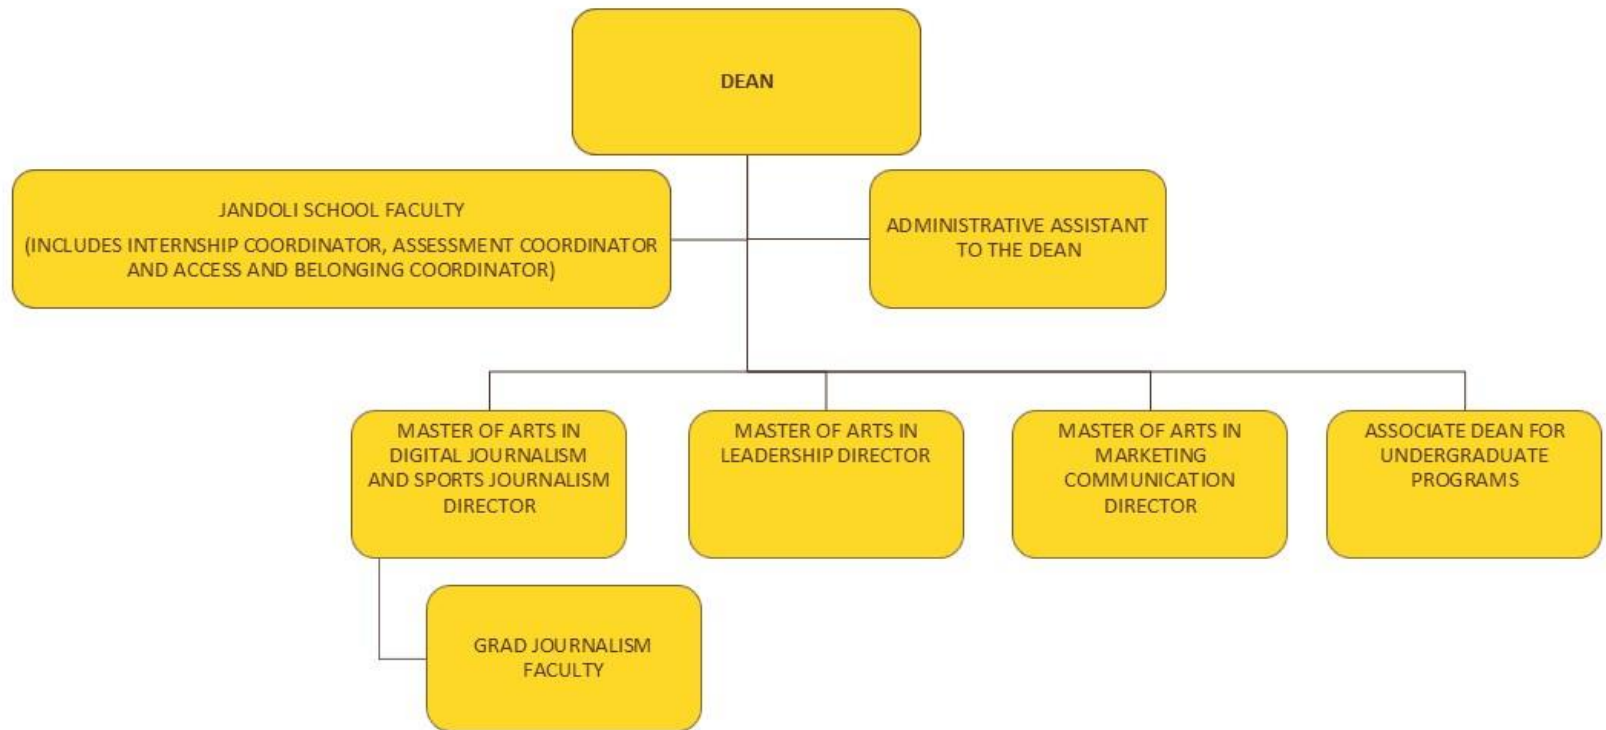 DEAN
JANDOLI SCHOOL FACULTY
(INCLUDES INTERNSHIP COORDINATOR, ASSESSMENT COORDINATOR
AND ACCESS AND BELONGING COORDINATOR)
ADMINISTRATIVE ASSISTANT
TO THE DEAN
MASTER OF ARTS IN
DIGITAL JOURNALISM
AND SPORTS JOURNALISM
DIRECTOR
MASTER OF ARTS IN
LEADERSHIP DIRECTOR
MASTER OF ARTS IN
MARKETING
COMMUNICATION
DIRECTOR
ASSOCIATE DEAN FOR
UNDERGRADUATE
PROGRAMS
GRAD JOURNALISM
FACULTY